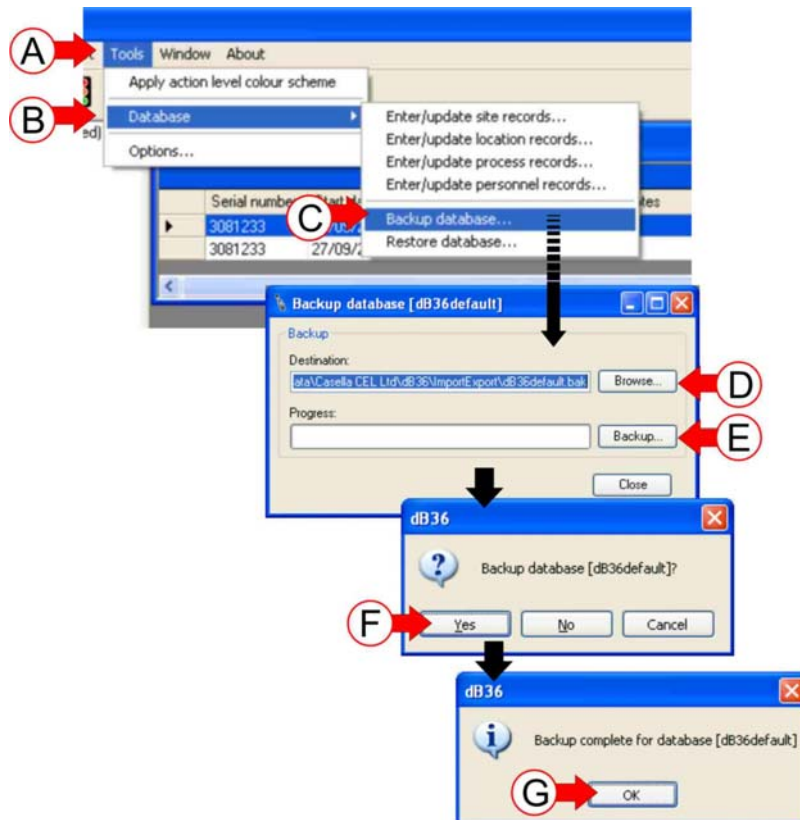 A
Tools Window About
Apply action level colour scheme
B
Database
ed)
Options...
Enter/update site records...
Enter/update location records...
Enter/update process records...
Enter/update personnel records...
C
Backup database...
Restore database...
Serial number
3081233
3081233 27/09/2
Backup database [dB36default]
Backup
Destination:
ata\Casella CEL Ltd\dB36\ImportExport\dB36default.bak
Browse...
D
Progress:
Backup...
E
Close
dB36
Backup database [dB36default]?
F
Yes No Cancel
dB36
Backup complete for database [dB36default]
G
OK